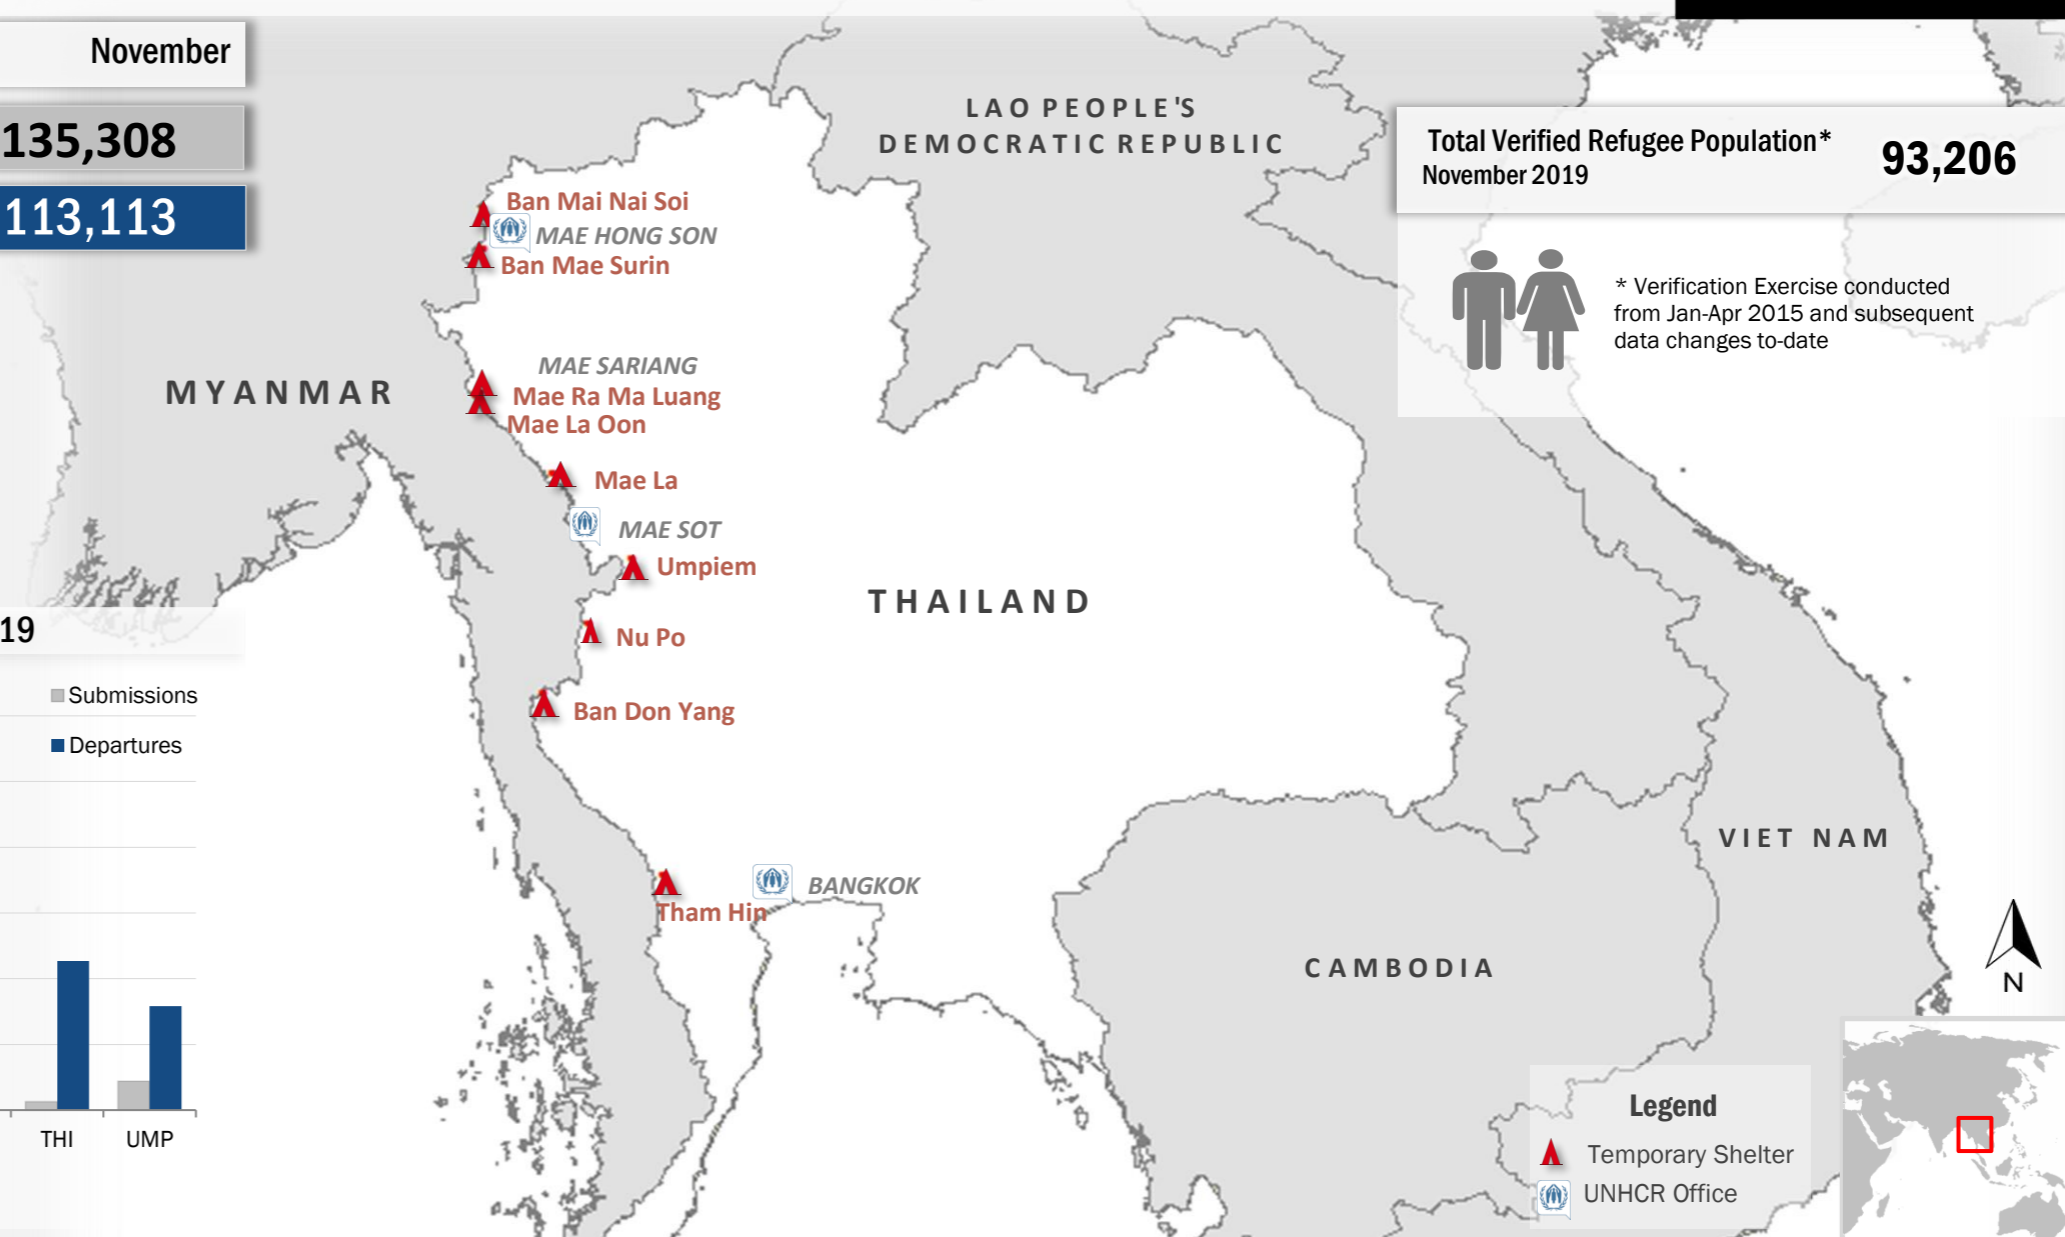 November
135,308
113,113
19
Submissions
Departures
THI UMP
LAO PEOPLE'S
DEMOCRATIC REPUBLIC
Total Verified Refugee Population*
November 2019
93,206
* Verification Exercise conducted
from Jan-Apr 2015 and subsequent
data changes to-date
Ban Mai Nai Soi
MAE HONG SON
Ban Mae Surin
MYANMAR
MAE SARIANG
Mae Ra Ma Luang
Mae La Oon
Mae La
MAE SOT
Umpiem
THAILAND
Nu Po
Ban Don Yang
VIET NAM
BANGKOK
Tham Hin
CAMBODIA
N
Legend
Temporary Shelter
UNHCR Office